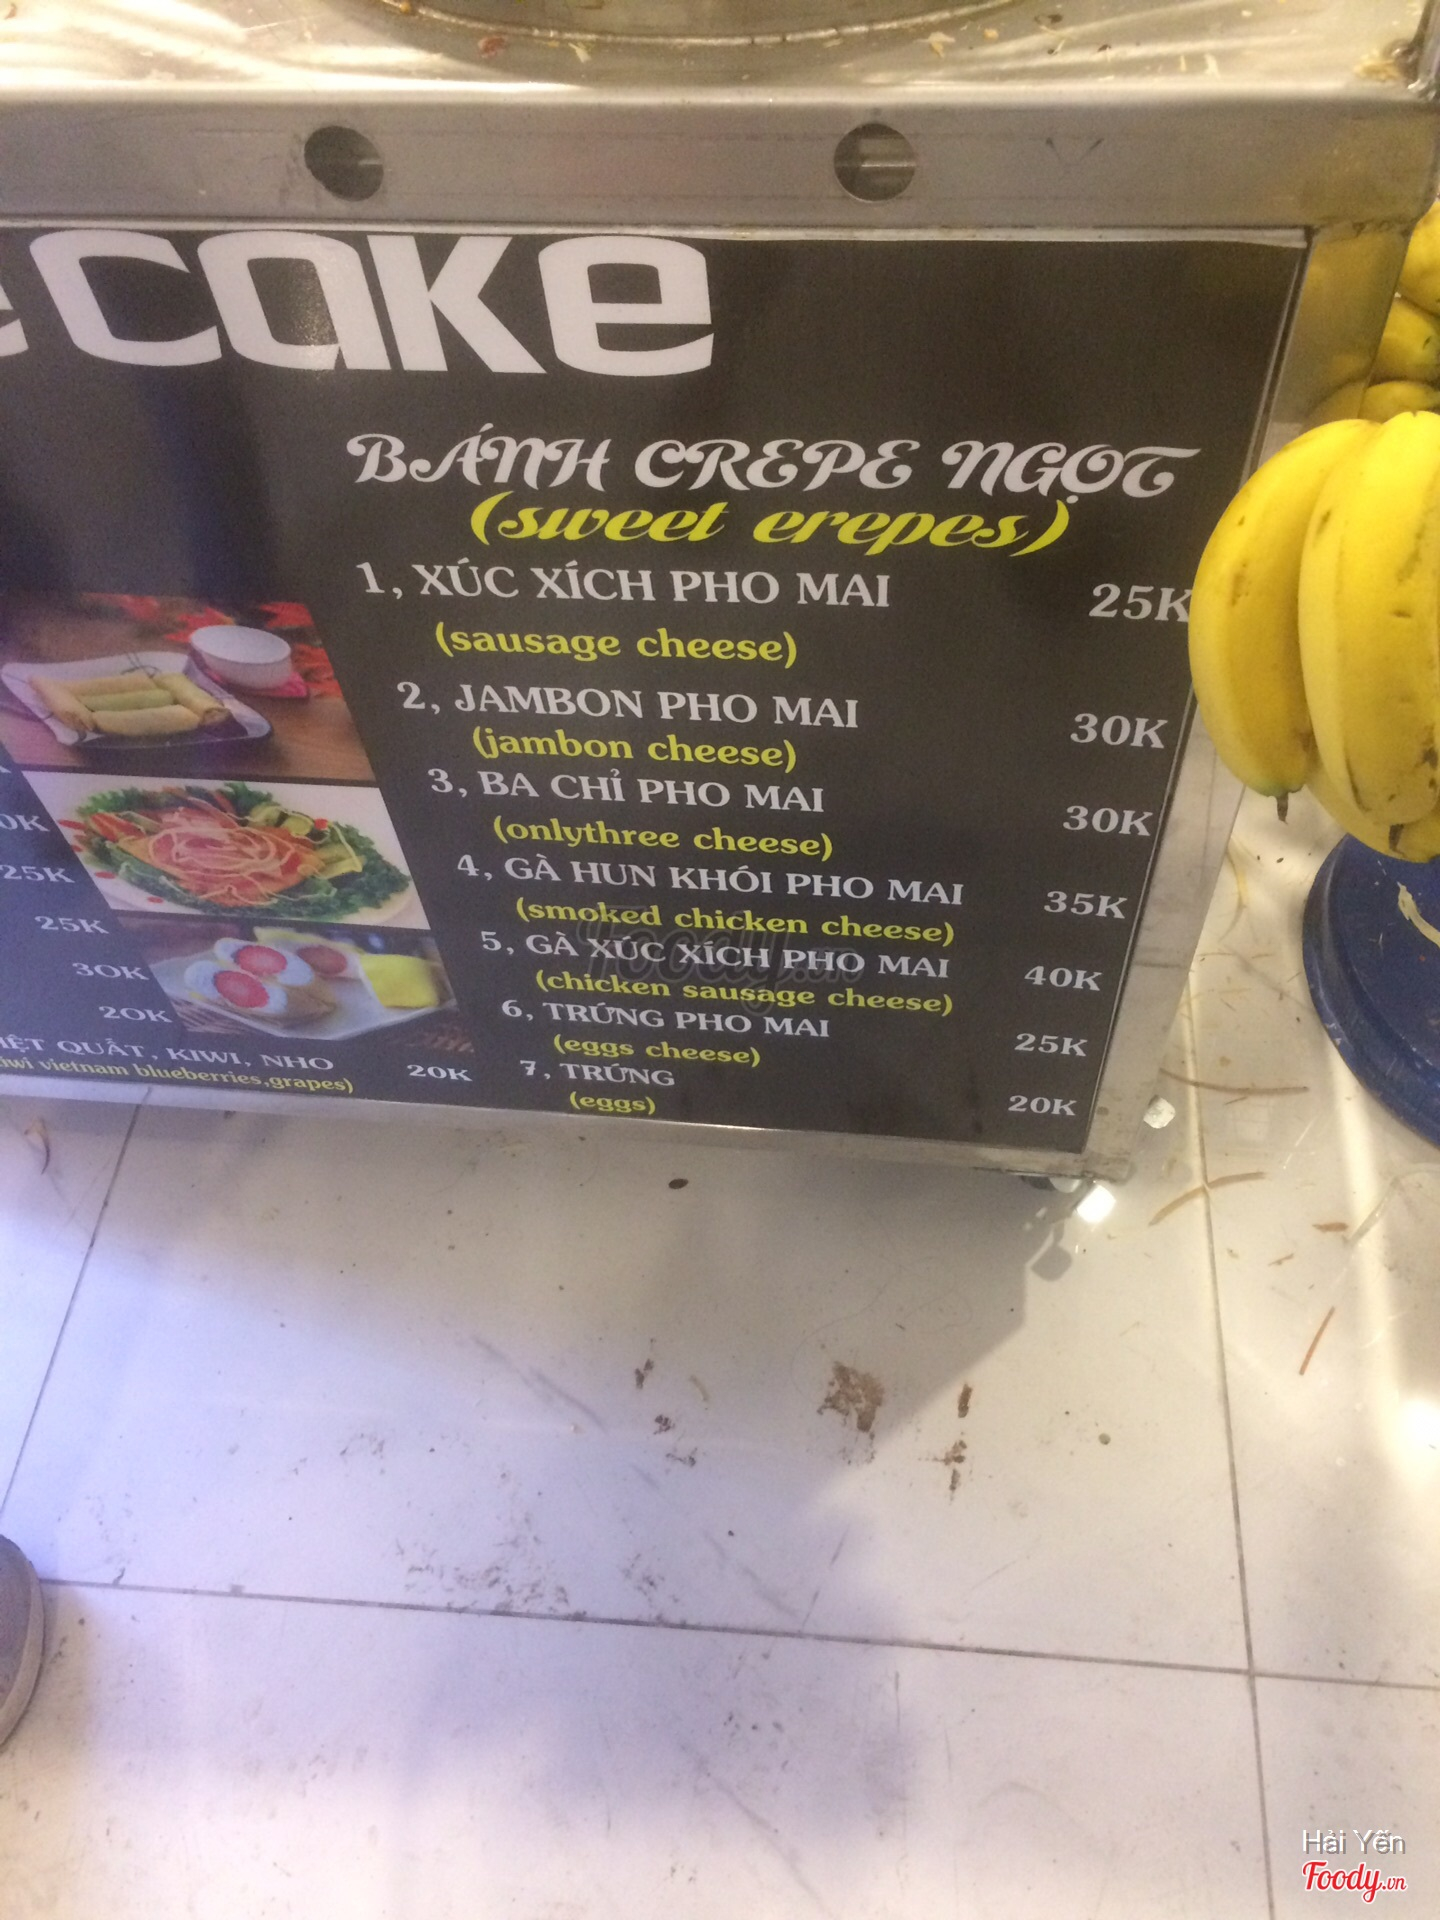 cake
BÁNH CREPE NGỌT
(sweet erepes)
1, XÚC XÍCH PHO MAI 25K
(sausage cheese)
2, JAMBON PHO MAI 30K
(jambon cheese)
3, BA CHỈ PHO MAI 30K
(onlythree cheese)
4, GÀ HUN KHÓI PHO MAI 35K
(smoked chicken cheese)
5, GÀ XÚC XÍCH PHO MAI 40K
(chicken sausage cheese)
6, TRỨNG PHO MAI 25K
(eggs cheese)
7, TRỨNG 20K
(eggs)
25K
25K
30K
20K
QUẤT, KIWI, NHO 20K
vietnam blueberries,grapes)
Foody.vn
Hải Yến
Foody.vn